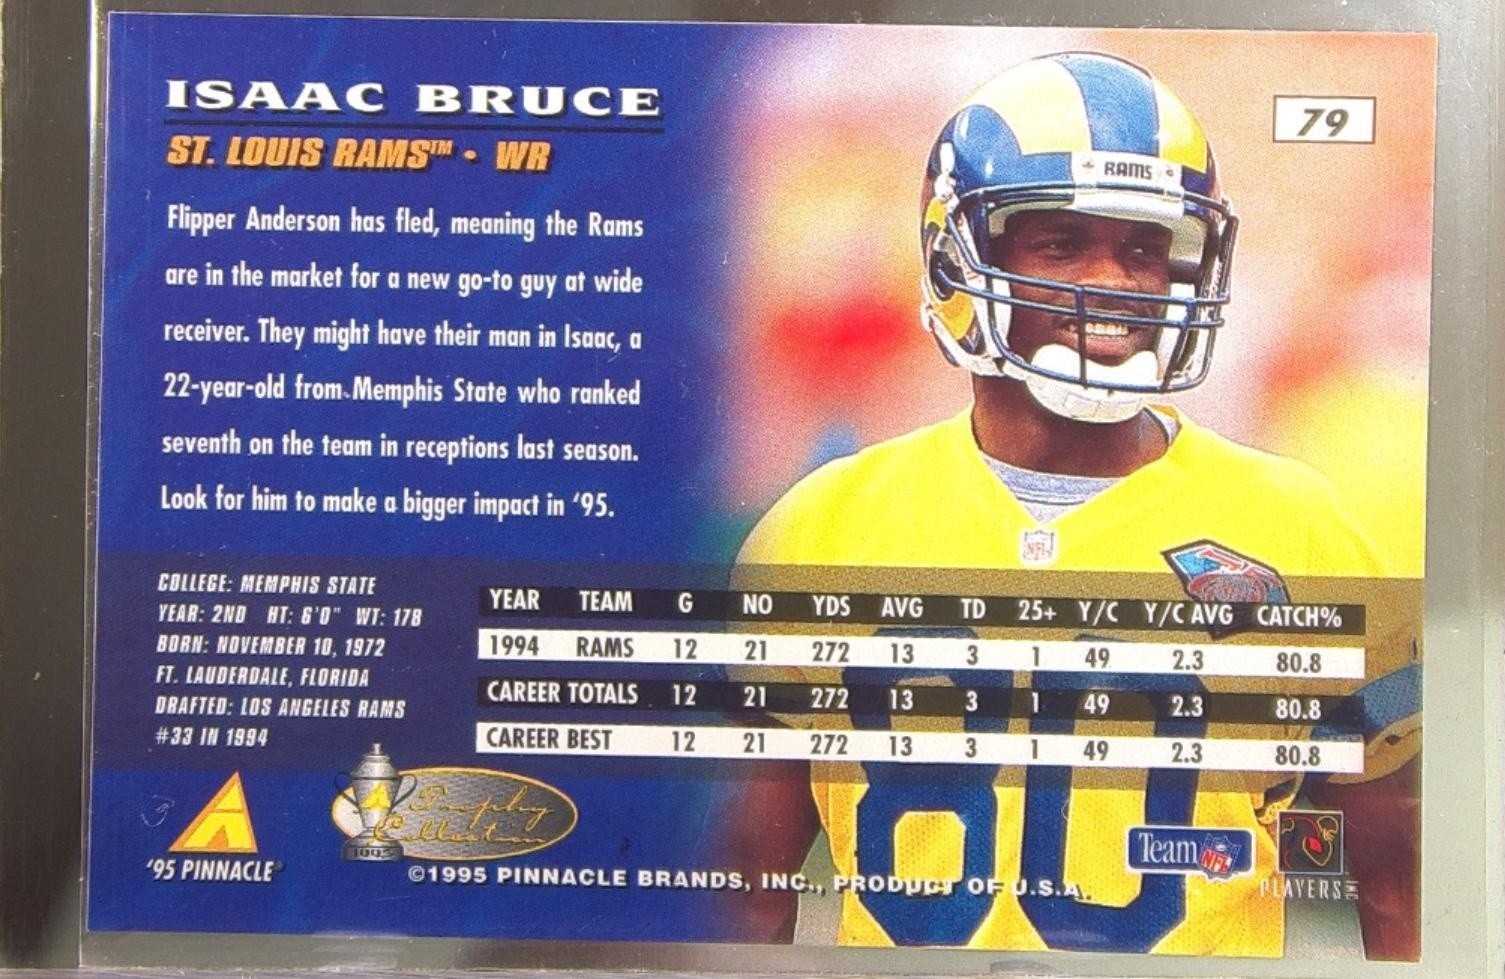 ISAAC BRUCE
79
ST. LOUIS RAMS™ • WR
RAMS
Flipper Anderson has fled, meaning the Rams
are in the market for a new go-to guy at wide
receiver. They might have their man in Isaac, a
22-year-old from Memphis State who ranked
seventh on the team in receptions last season.
Look for him to make a bigger impact in '95.
NFL
COLLEGE: MEMPHIS STATE
YEAR: 2ND HT: 6'0" WT: 178
BORN: NOVEMBER 10, 1972
FT. LAUDERDALE, FLORIDA
DRAFTED: LOS ANGELES RAMS
#33 IN 1994
YEAR TEAM G NO YDS AVG TD 25+ Y/C Y/C AVG CATCH%
1994 RAMS 12 21 272 13 3 1 49 2.3 80.8
CAREER TOTALS 12 21 272 13 3 1 49 2.3 80.8
CAREER BEST 12 21 272 13 3 1 49 2.3 80.8
80
Trophy
Collection
1995
'95 PINNACLE®
©1995 PINNACLE BRANDS, INC., PRODUCT OF U.S.A.
Team NFL
PLAYERS INC